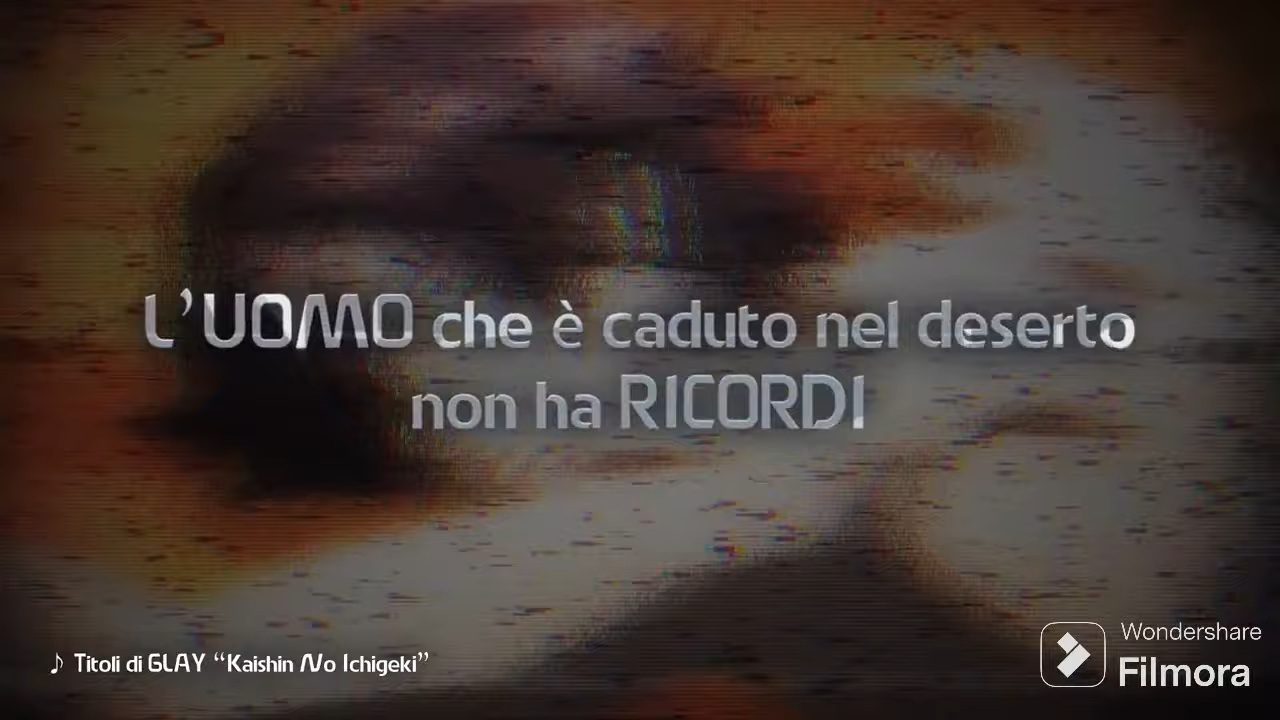 L’UOMO che è caduto nel deserto
non ha RICORDI
♪ Titoli di GLAY “Kaishin No Ichigeki”
Wondershare
Filmora